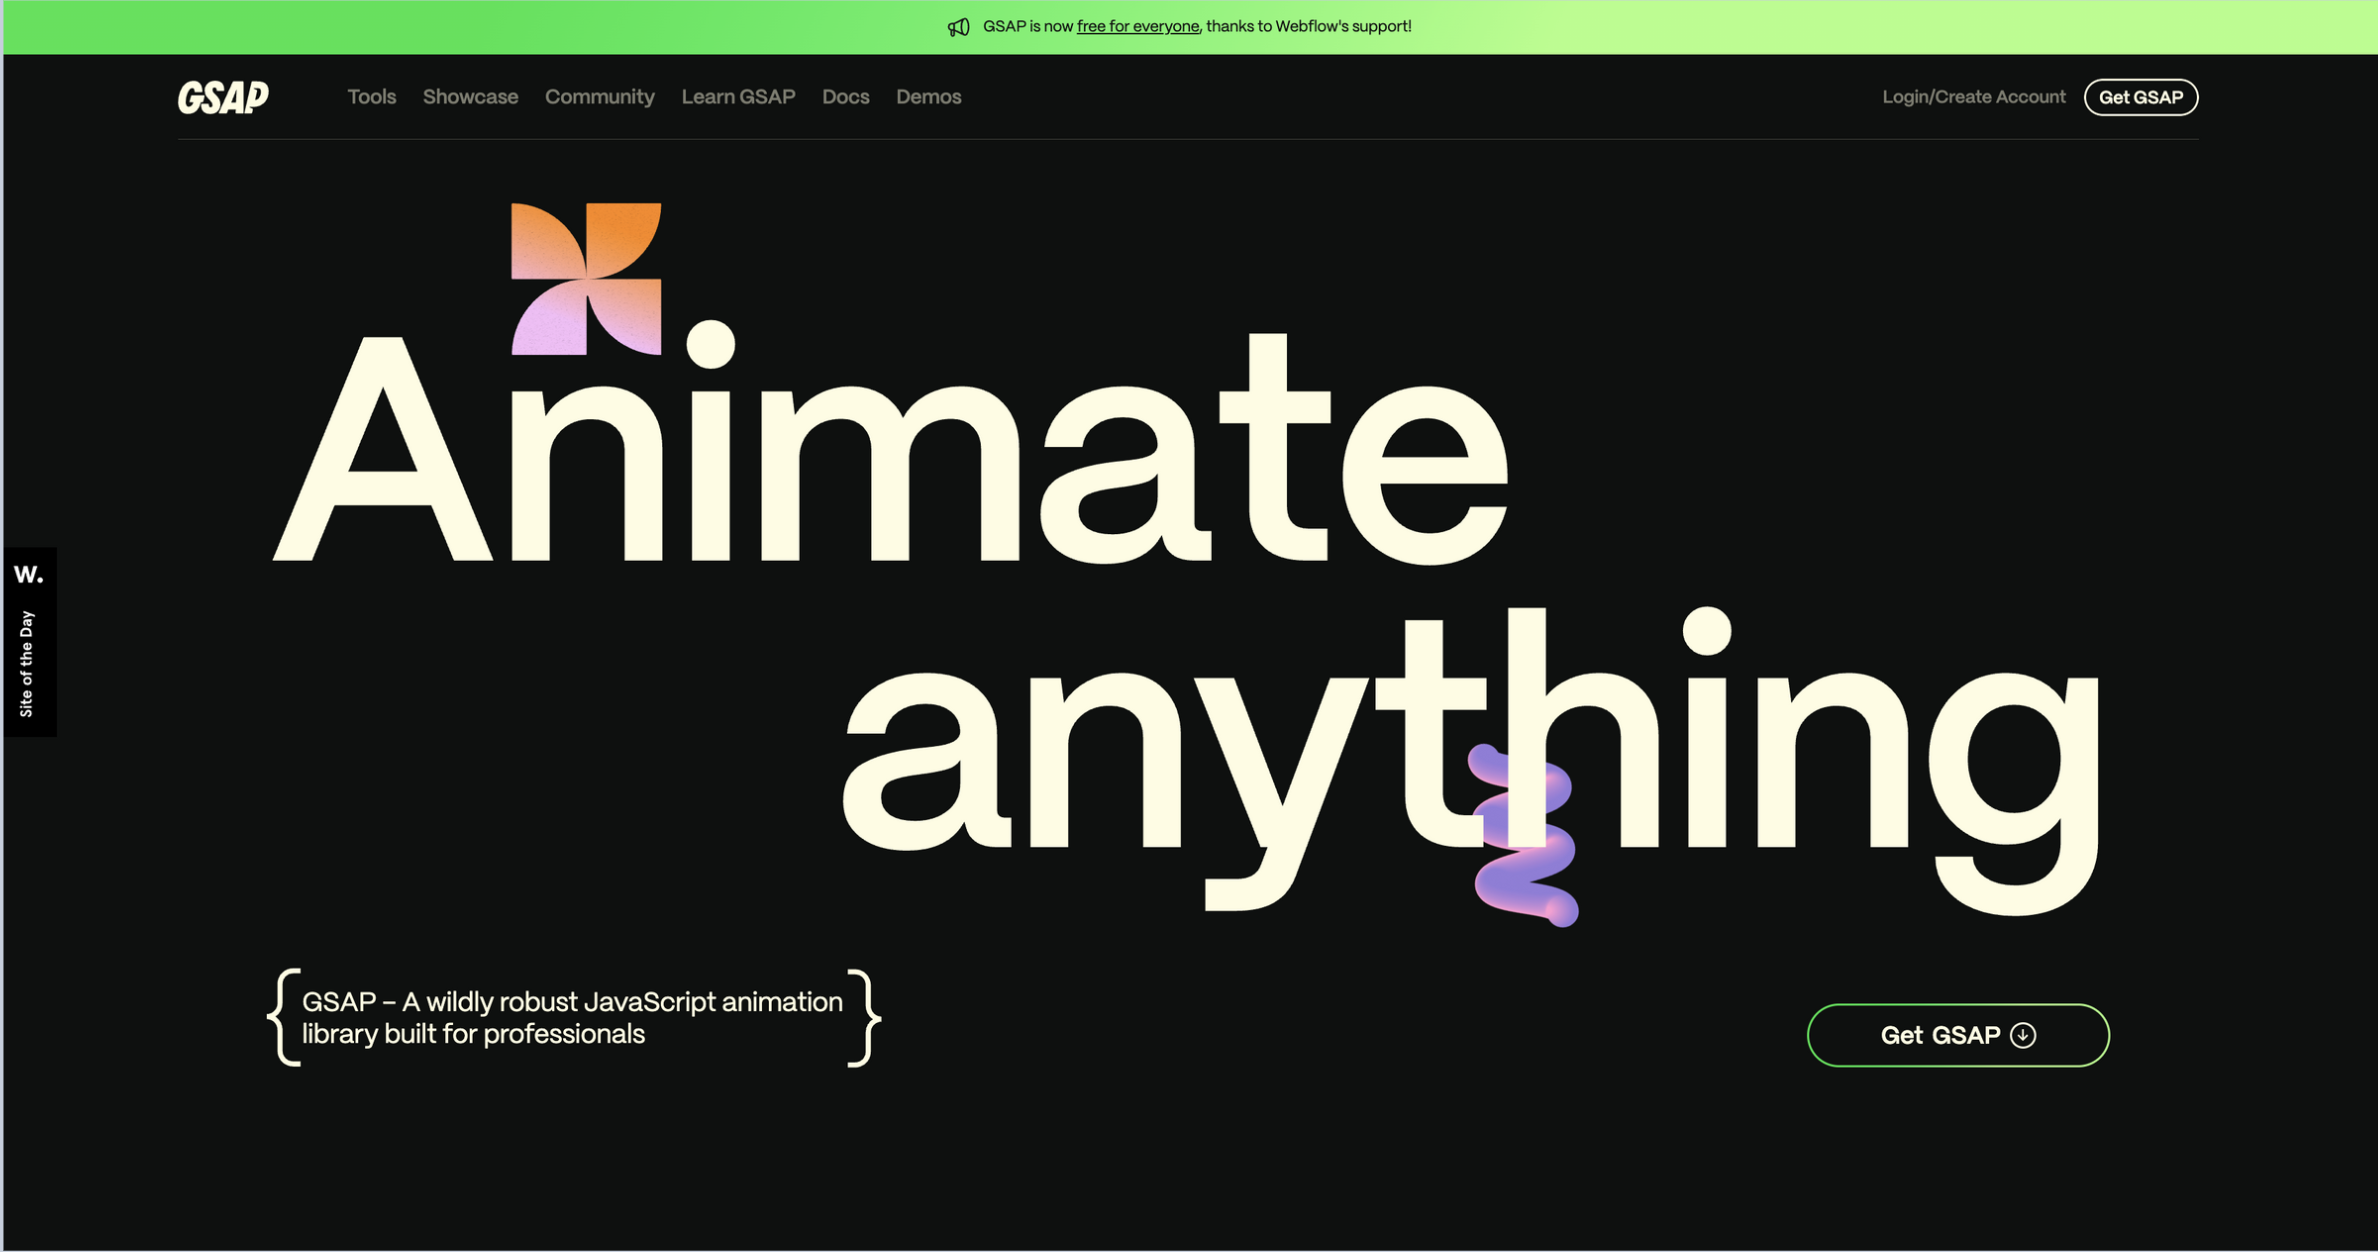 GSAP is now free for everyone, thanks to Webflow's support!
GSAP
Tools Showcase Community Learn GSAP Docs Demos
Login/Create Account Get GSAP
Animate
anything
W.
Site of the Day
{ GSAP – A wildly robust JavaScript animation
library built for professionals }
Get GSAP